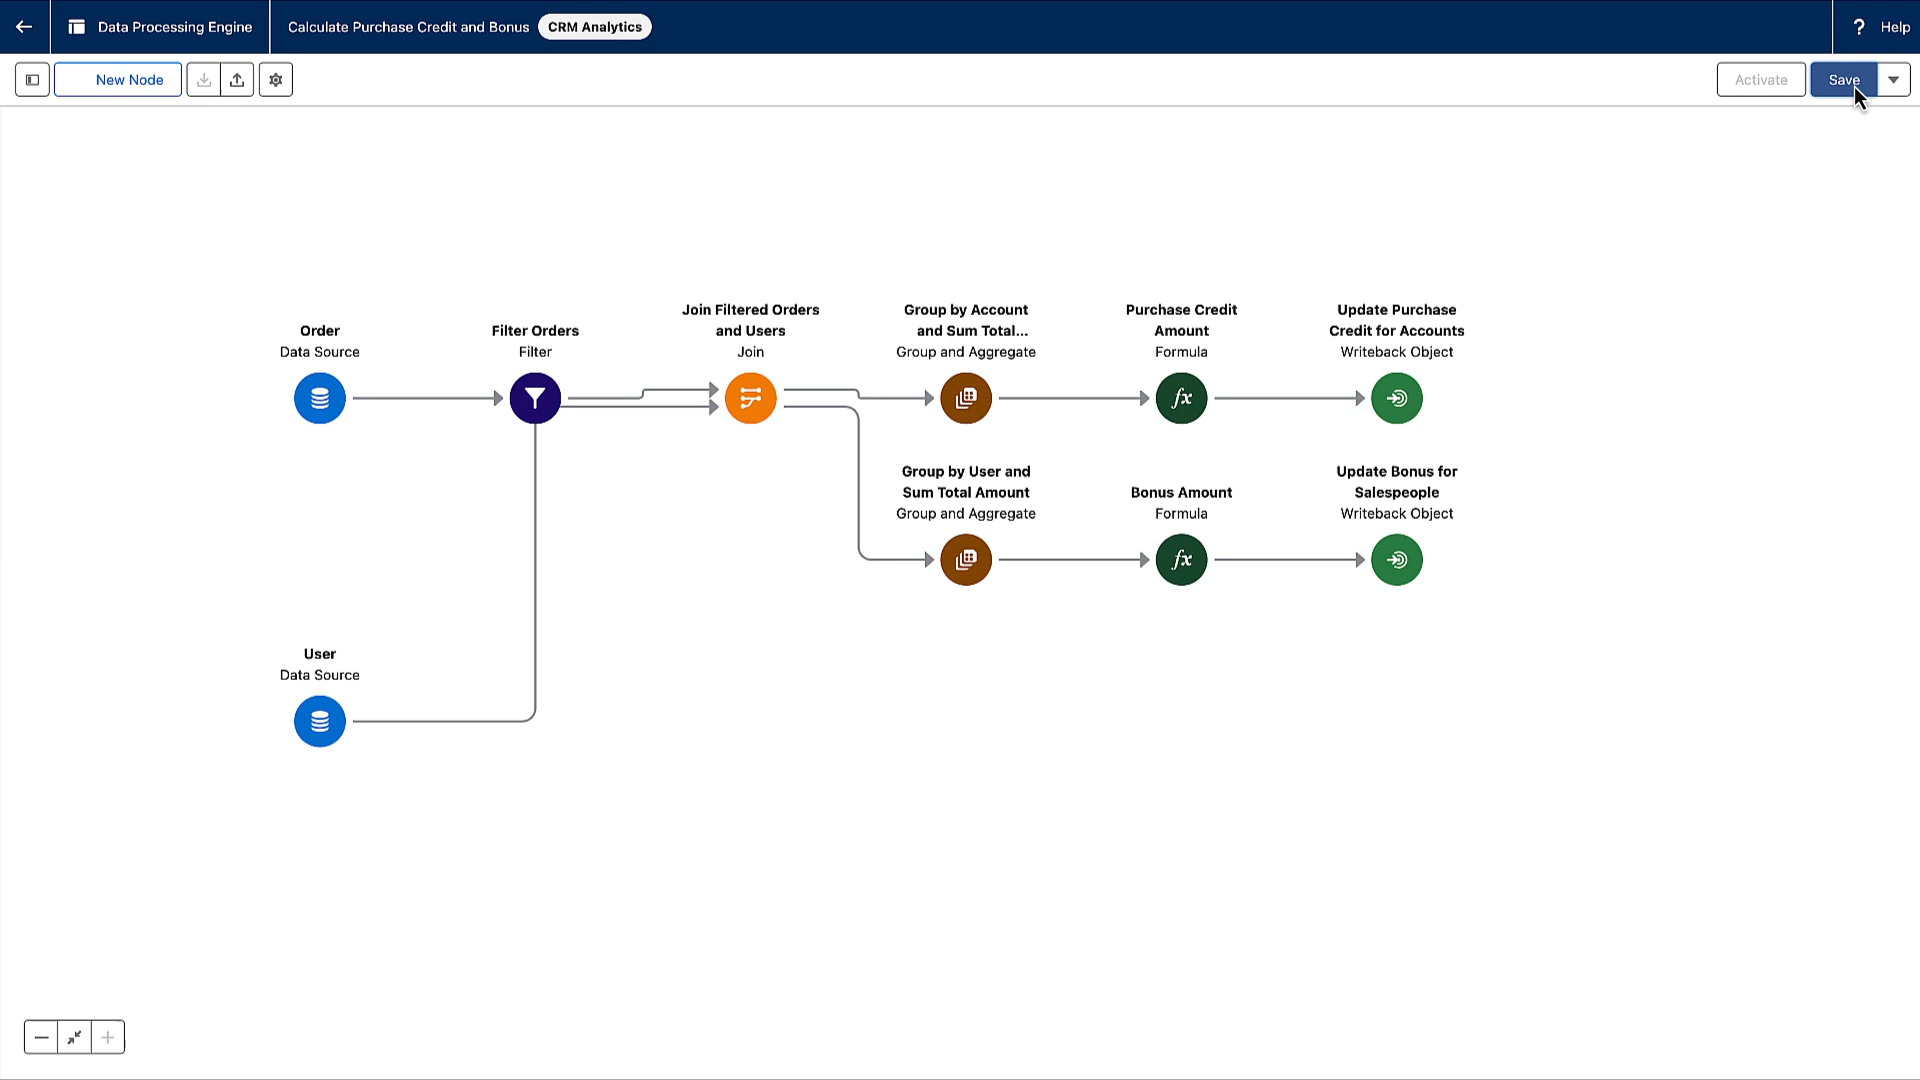 Data Processing Engine
Calculate Purchase Credit and Bonus
CRM Analytics
? Help
New Node
Activate
Save
Order
Data Source
Filter Orders
Filter
Join Filtered Orders
and Users
Join
Group by Account
and Sum Total...
Group and Aggregate
Purchase Credit
Amount
Formula
fx
Update Purchase
Credit for Accounts
Writeback Object
Group by User and
Sum Total Amount
Group and Aggregate
Bonus Amount
Formula
fx
Update Bonus for
Salespeople
Writeback Object
User
Data Source